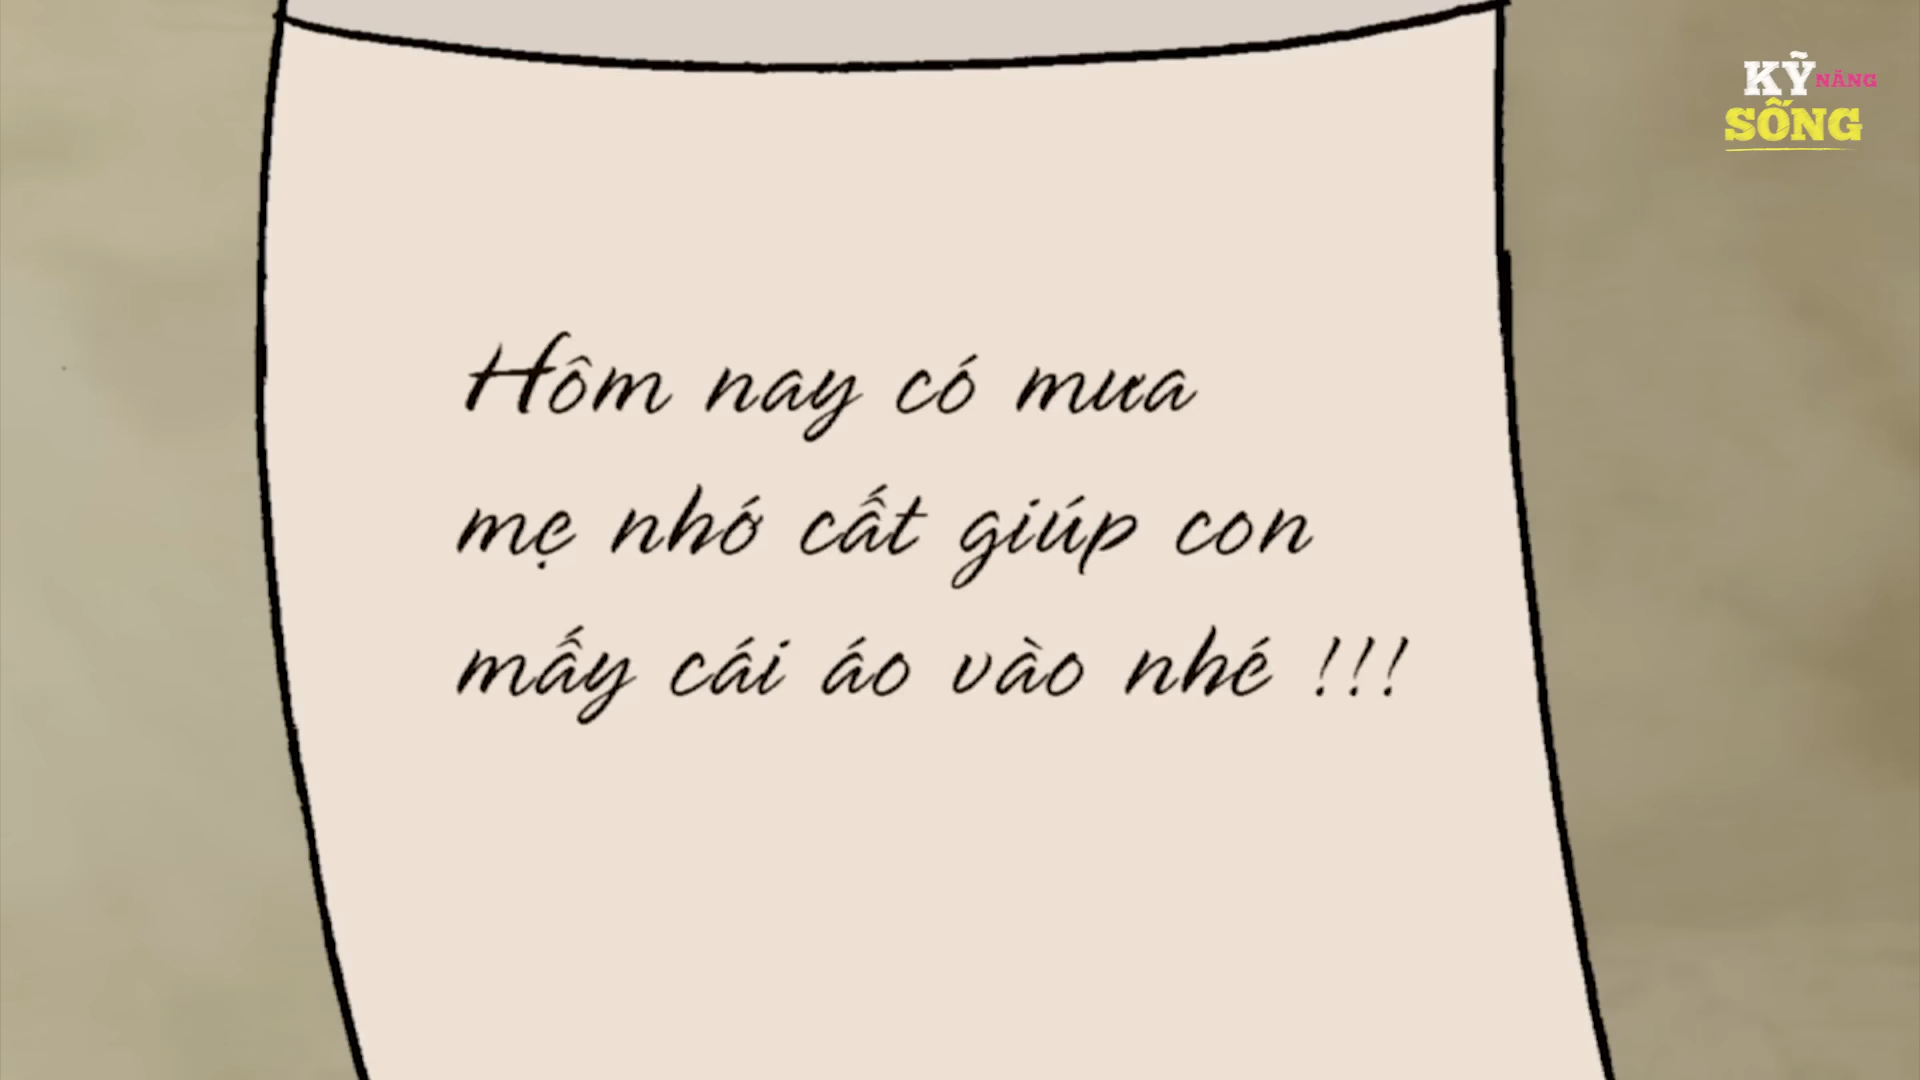 KỸ NĂNG
SỐNG
Hôm nay có mưa
mẹ nhớ cất giúp con
mấy cái áo vào nhé !!!